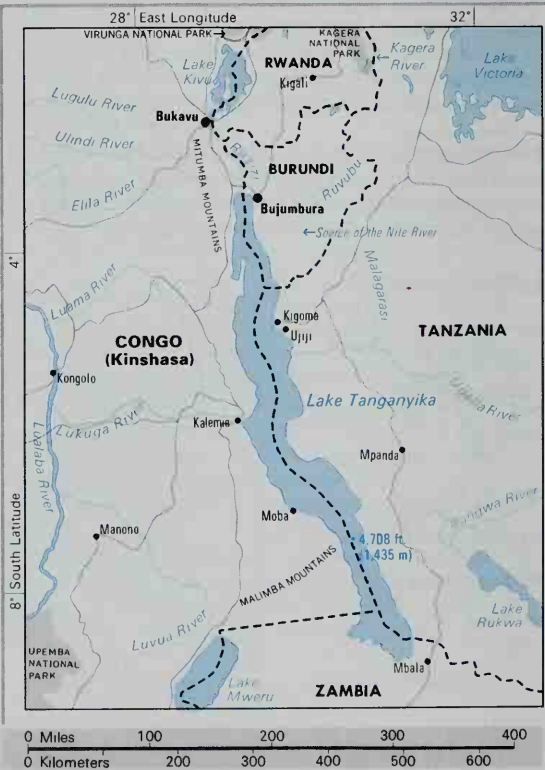 28° East Longitude 32°
VIRUNGA NATIONAL PARK
KAGERA
NATIONAL
PARK
Kagera
River
Lake
Victoria
Lake
Kivu
RWANDA
Kigali
Lugulu River
Bukavu
Ulindi River
Elila River
MITUMBA MOUNTAINS
BURUNDI
Ruvubu
Bujumbura
Source of the Nile River
4°
Malagarasi
Luama River
Kigoma
Ujiji
TANZANIA
CONGO
(Kinshasa)
Kongolo
Lake Tanganyika
River
Kalemie
Lukuga River
Lualaba River
Mpanda
Moba
River
Manono
4,708 ft.
(1,435 m)
8° South Latitude
MALIMBA MOUNTAINS
Lake
Rukwa
Luvua River
UPEMBA
NATIONAL
PARK
Mbala
Lake
Mweru
ZAMBIA
0 Miles 100 200 300 400
0 Kilometers 200 300 400 500 600